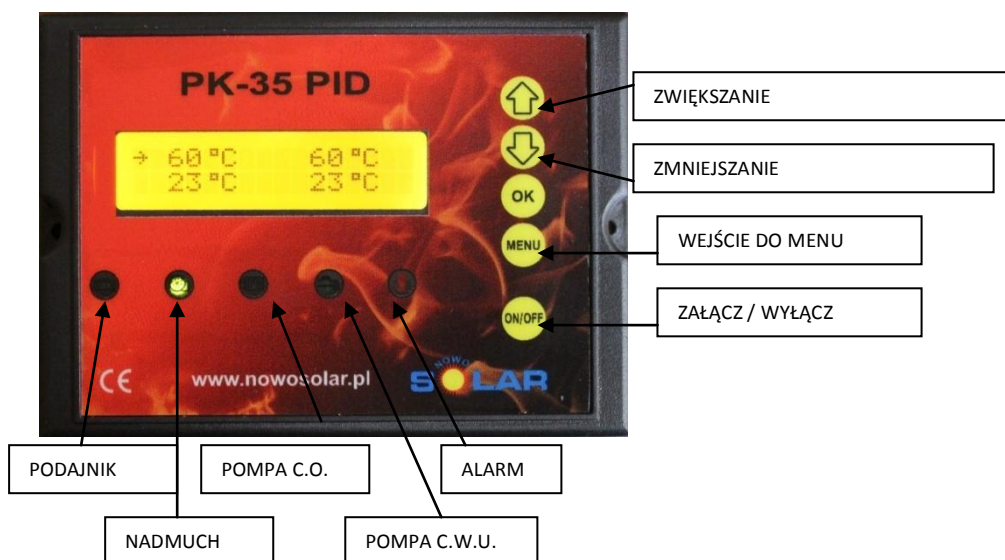 PK-35 PID
→ 60°C 60°C
23°C 23°C
OK
MENU
ON/OFF
CE
www.nowosolar.pl
NOWO
SOLAR
ZWIĘKSZANIE
ZMNIEJSZANIE
WEJŚCIE DO MENU
ZAŁĄCZ / WYŁĄCZ
PODAJNIK
POMPA C.O.
ALARM
NADMUCH
POMPA C.W.U.